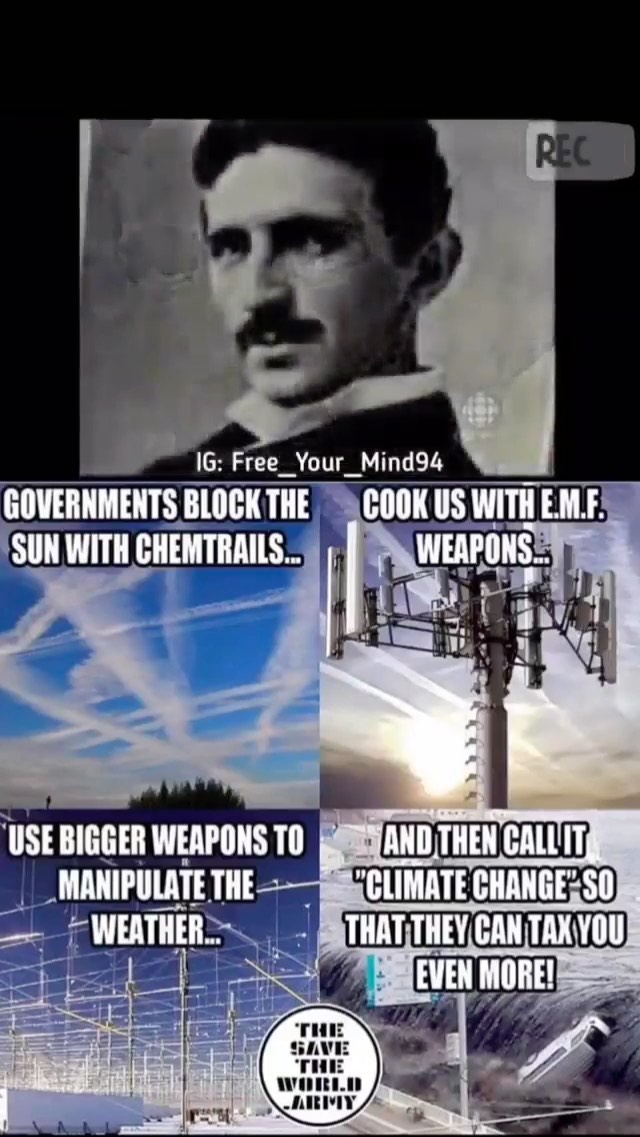 REC
IG: Free_Your_Mind94
GOVERNMENTS BLOCK THE
SUN WITH CHEMTRAILS...
COOK US WITH E.M.F.
WEAPONS...
USE BIGGER WEAPONS TO
MANIPULATE THE
WEATHER...
AND THEN CALL IT
"CLIMATE CHANGE" SO
THAT THEY CAN TAX YOU
EVEN MORE!
THE
SAVE
THE
WORLD
ARMY